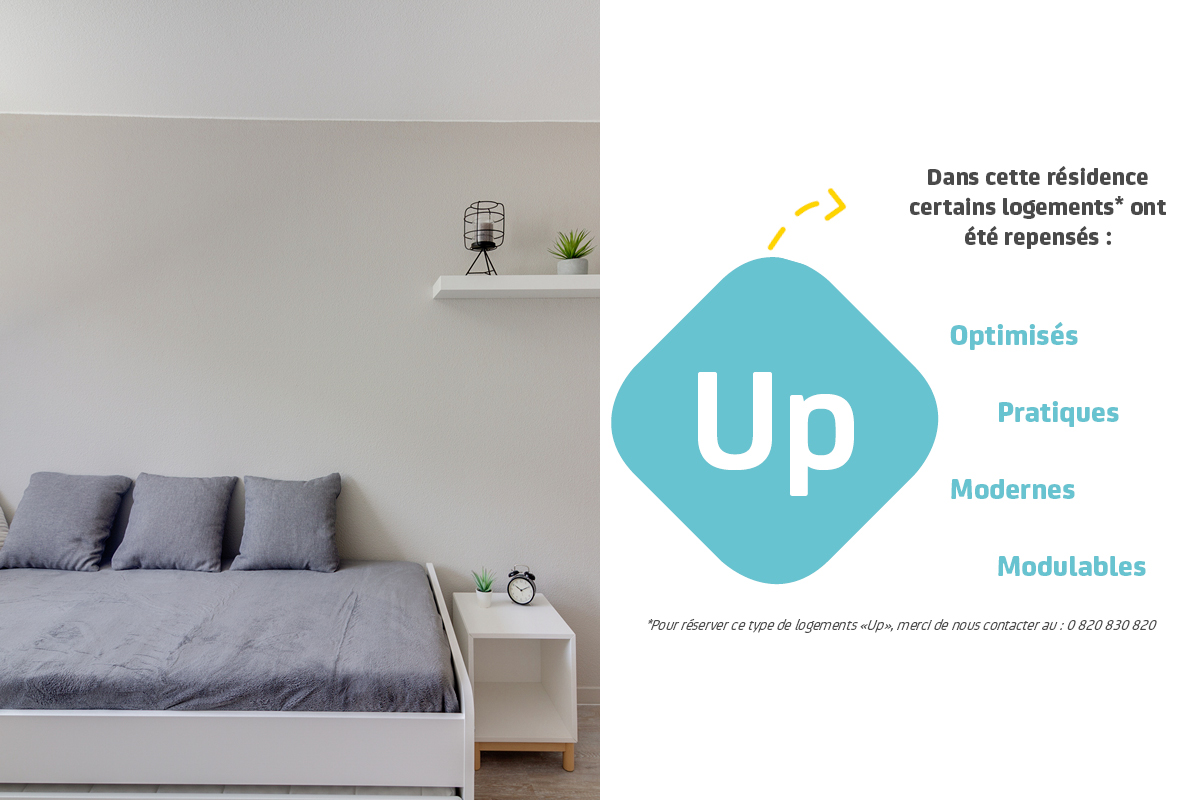 Dans cette résidence
certains logements* ont
été repensés :
Up
Optimisés
Pratiques
Modernes
Modulables
*Pour réserver ce type de logements «Up», merci de nous contacter au : 0 820 830 820